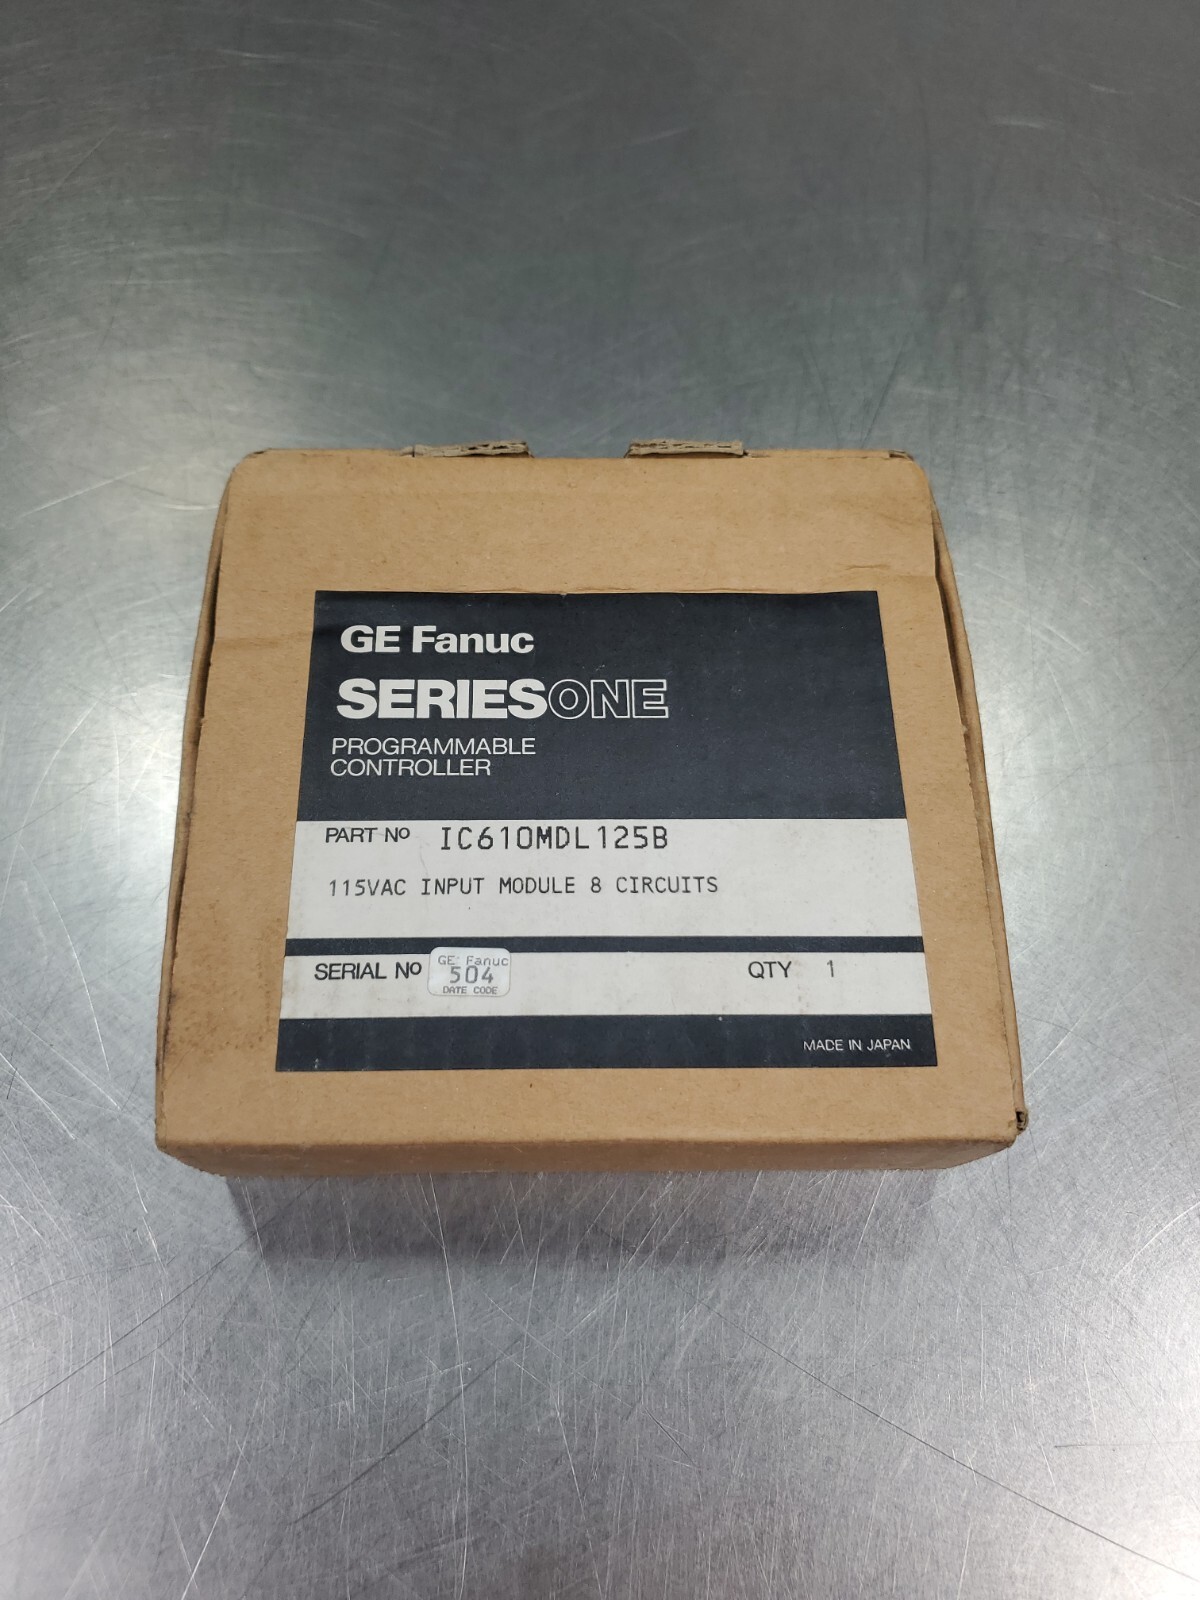 GE Fanuc
SERIESONE
PROGRAMMABLE
CONTROLLER
PART No IC610MDL125B
115VAC INPUT MODULE 8 CIRCUITS
SERIAL No
GE Fanuc
504
DATE CODE
QTY 1
MADE IN JAPAN